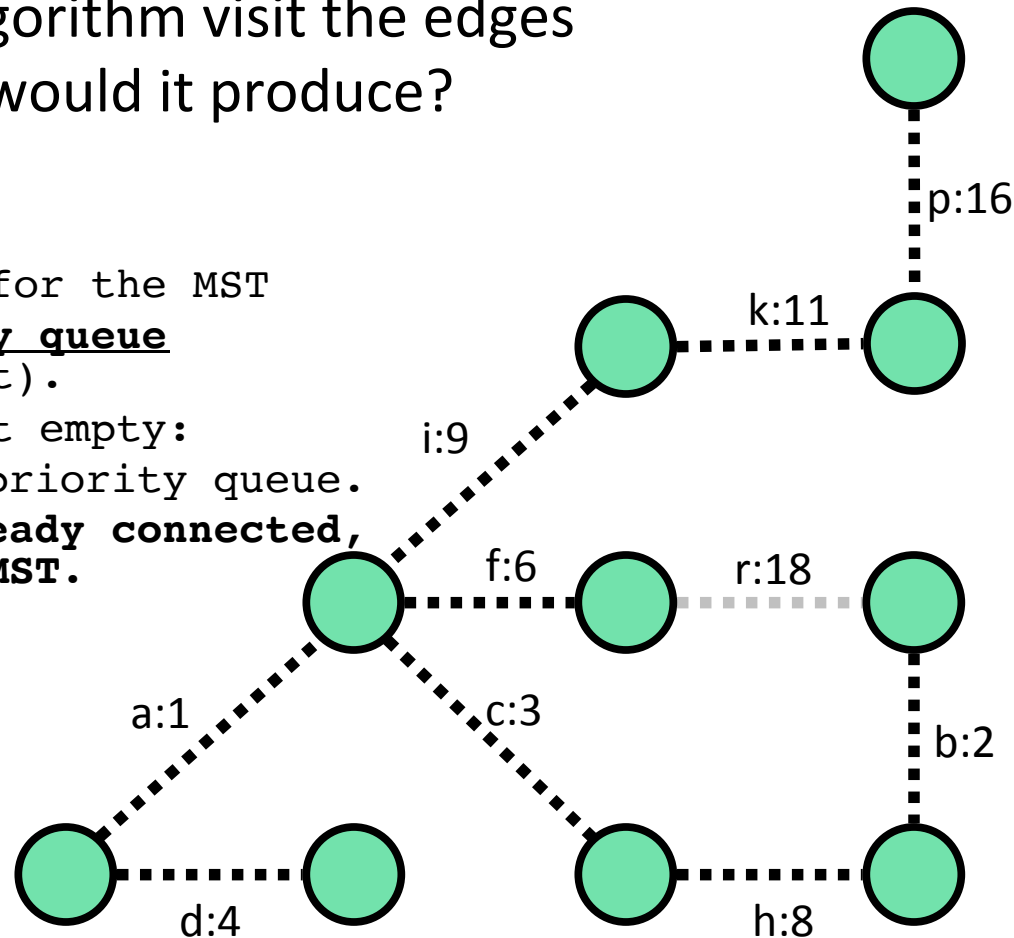 gorithm visit the edges
would it produce?
for the MST
y queue
t).
t empty:
priority queue.
eady connected,
MST.
p:16
k:11
i:9
f:6
r:18
a:1
c:3
b:2
d:4
h:8